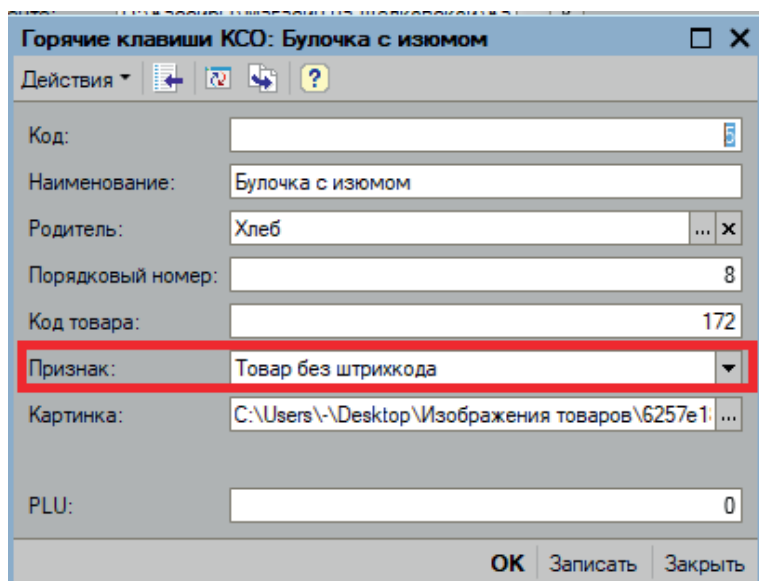 Горячие клавиши КСО: Булочка с изюмом
Действия
Код: 5
Наименование: Булочка с изюмом
Родитель: Хлеб ... x
Порядковый номер: 8
Код товара: 172
Признак: Товар без штрихкода
Картинка: C:\Users\-\Desktop\Изображения товаров\6257e1 ...
PLU: 0
OK Записать Закрыть